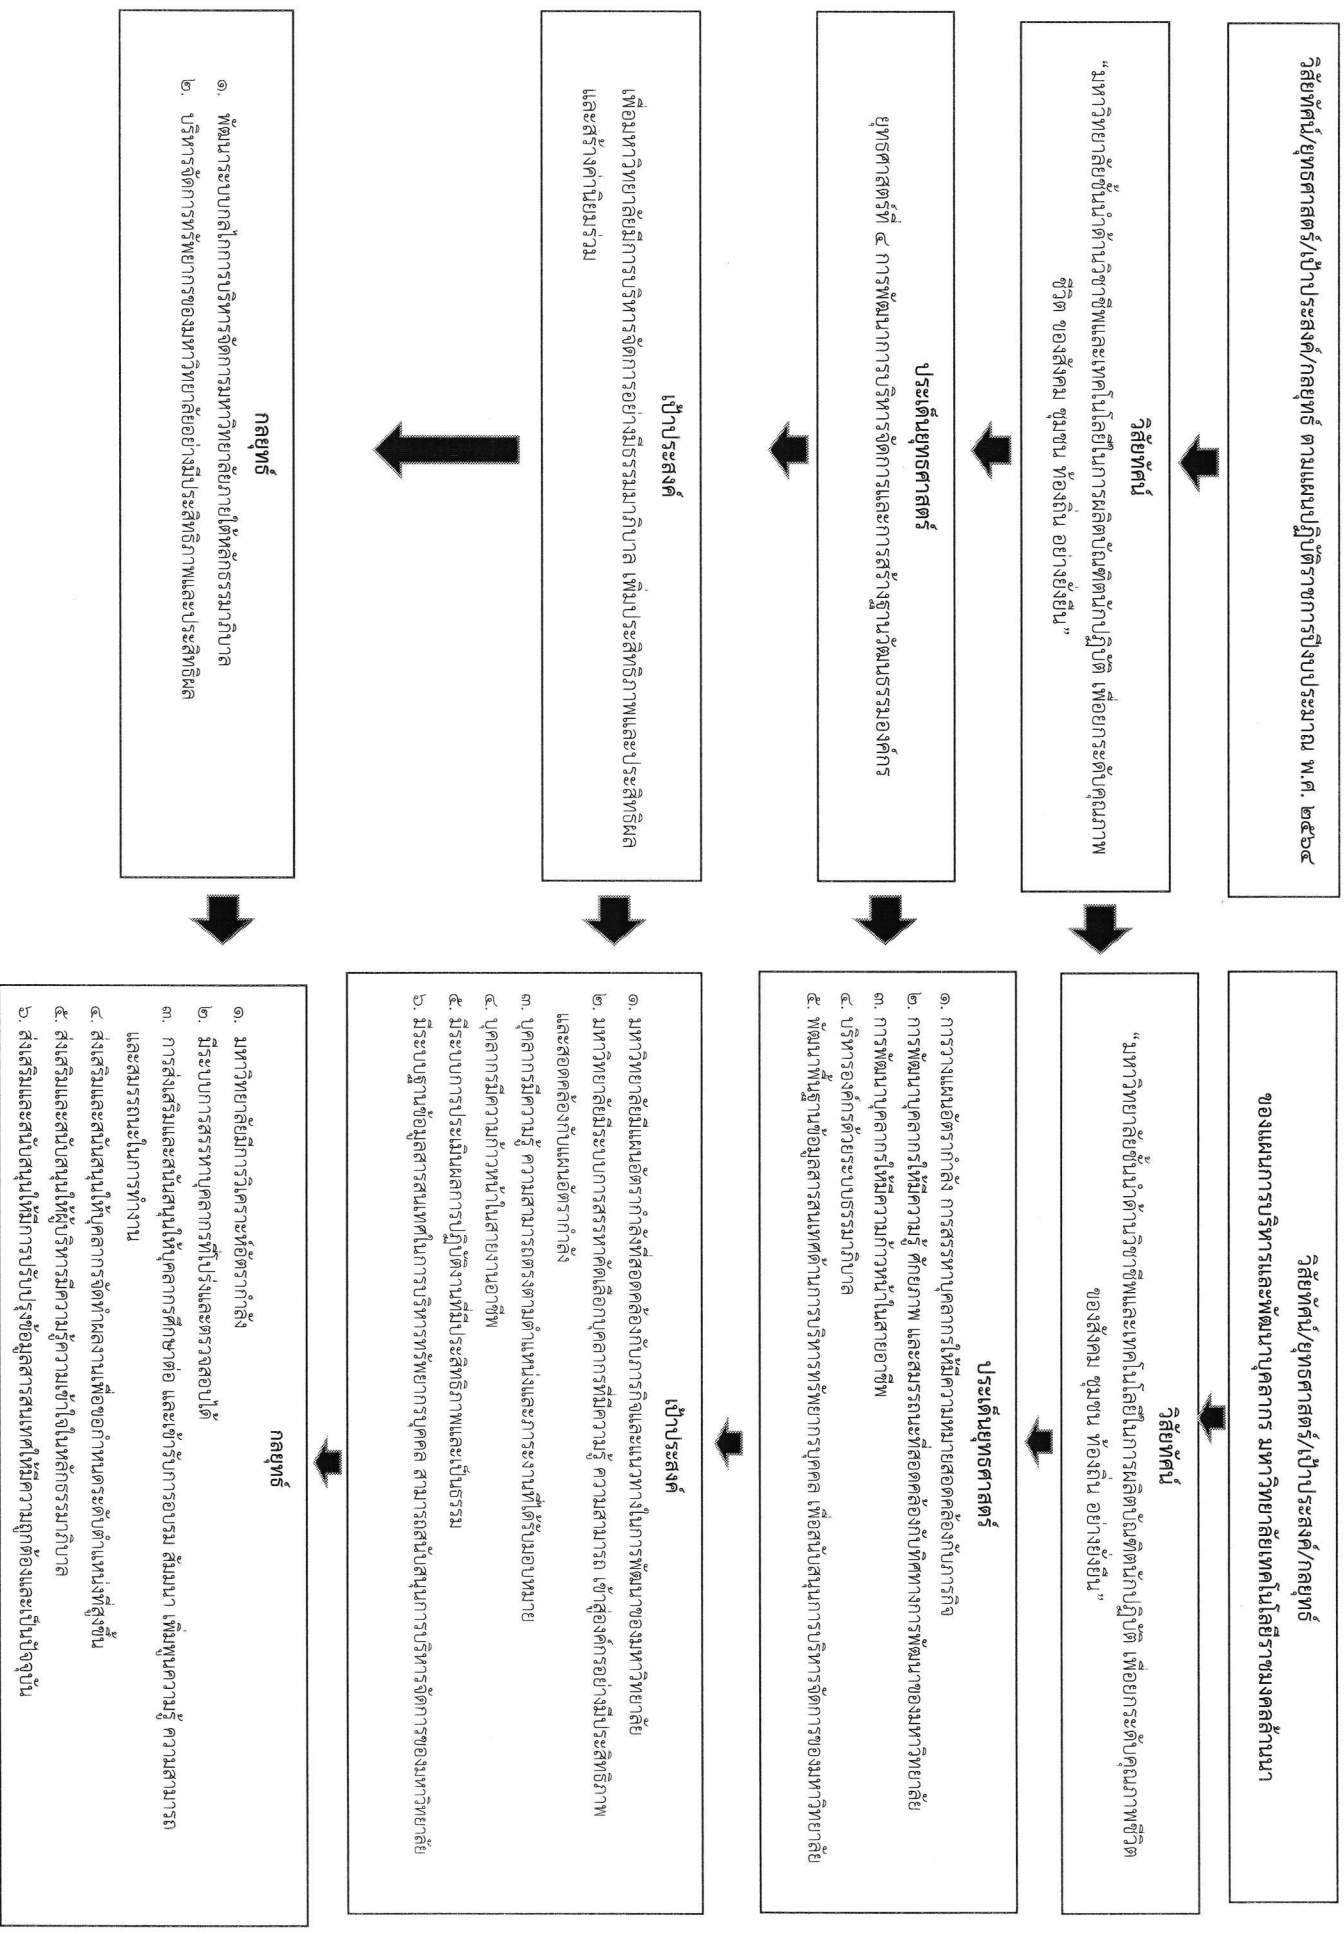 วิสัยทัศน์/ยุทธศาสตร์/เป้าประสงค์/กลยุทธ์ ตามแผนปฏิบัติราชการปีงบประมาณ พ.ศ. ๒๕๖๔
วิสัยทัศน์
“มหาวิทยาลัยชั้นนำด้านวิชาชีพและเทคโนโลยีในการผลิตบัณฑิตนักปฏิบัติ เพื่อยกระดับคุณภาพ
ชีวิต ของสังคม ชุมชน ท้องถิ่น อย่างยั่งยืน”
ประเด็นยุทธศาสตร์
ยุทธศาสตร์ที่ ๔ การพัฒนาการบริหารจัดการและการสร้างฐานวัฒนธรรมองค์กร
เป้าประสงค์
เพื่อมหาวิทยาลัยมีการบริหารจัดการอย่างมีธรรมมาภิบาล เพิ่มประสิทธิภาพและประสิทธิผล
และสร้างค่านิยมร่วม
กลยุทธ์
๑. พัฒนาระบบกลไกการบริหารจัดการมหาวิทยาลัยภายใต้หลักธรรมาภิบาล
๒. บริหารจัดการทรัพยากรของมหาวิทยาลัยอย่างมีประสิทธิภาพและประสิทธิผล
วิสัยทัศน์/ยุทธศาสตร์/เป้าประสงค์/กลยุทธ์
ของแผนการบริหารและพัฒนาบุคลากร มหาวิทยาลัยเทคโนโลยีราชมงคลล้านนา
วิสัยทัศน์
“มหาวิทยาลัยชั้นนำด้านวิชาชีพและเทคโนโลยีในการผลิตบัณฑิตนักปฏิบัติ เพื่อยกระดับคุณภาพชีวิต
ของสังคม ชุมชน ท้องถิ่น อย่างยั่งยืน”
ประเด็นยุทธศาสตร์
๑. การวางแผนอัตรากำลัง การสรรหาบุคลากรให้มีความหมายสอดคล้องกับภารกิจ
๒. การพัฒนาบุคลากรให้มีความรู้ ศักยภาพ และสมรรถนะที่สอดคล้องกับทิศทางการพัฒนาของมหาวิทยาลัย
๓. การพัฒนาบุคลากรให้มีความก้าวหน้าในสายอาชีพ
๔. บริหารองค์กรด้วยระบบธรรมาภิบาล
๕. พัฒนาพื้นฐานข้อมูลสารสนเทศด้านการบริหารทรัพยากรบุคคล เพื่อสนับสนุนการบริหารจัดการของมหาวิทยาลัย
เป้าประสงค์
๑. มหาวิทยาลัยมีแผนอัตรากำลังที่สอดคล้องกับภารกิจและแนวทางในการพัฒนาของมหาวิทยาลัย
๒. มหาวิทยาลัยมีระบบการสรรหาคัดเลือกบุคลากรที่มีความรู้ ความสามารถ เข้าสู่องค์กรอย่างมีประสิทธิภาพ
และสอดคล้องกับแผนอัตรากำลัง
๓. บุคลากรมีความรู้ ความสามารถตรงตามตำแหน่งและภาระงานที่ได้รับมอบหมาย
๔. บุคลากรมีความก้าวหน้าในสายงานอาชีพ
๕. มีระบบการประเมินผลการปฏิบัติงานที่มีประสิทธิภาพและเป็นธรรม
๖. มีระบบฐานข้อมูลสารสนเทศในการบริหารทรัพยากรบุคคล สามารถสนับสนุนการบริหารจัดการของมหาวิทยาลัย
กลยุทธ์
๑. มหาวิทยาลัยมีการวิเคราะห์อัตรากำลัง
๒. มีระบบการสรรหาบุคลากรที่โปร่งและตรวจสอบได้
๓. การส่งเสริมและสนับสนุนให้บุคลากรศึกษาต่อ และเข้ารับการอบรม สัมมนา เพิ่มพูนความรู้ ความสามารถ
และสมรรถนะในการทำงาน
๔. ส่งเสริมและสนับสนุนให้บุคลากรจัดทำผลงานเพื่อขอกำหนดระดับตำแหน่งที่สูงขึ้น
๕. ส่งเสริมและสนับสนุนให้ผู้บริหารมีความรู้ความเข้าใจในหลักธรรมาภิบาล
๖. ส่งเสริมและสนับสนุนให้มีการปรับปรุงข้อมูลสารสนเทศให้มีความถูกต้องและเป็นปัจจุบัน